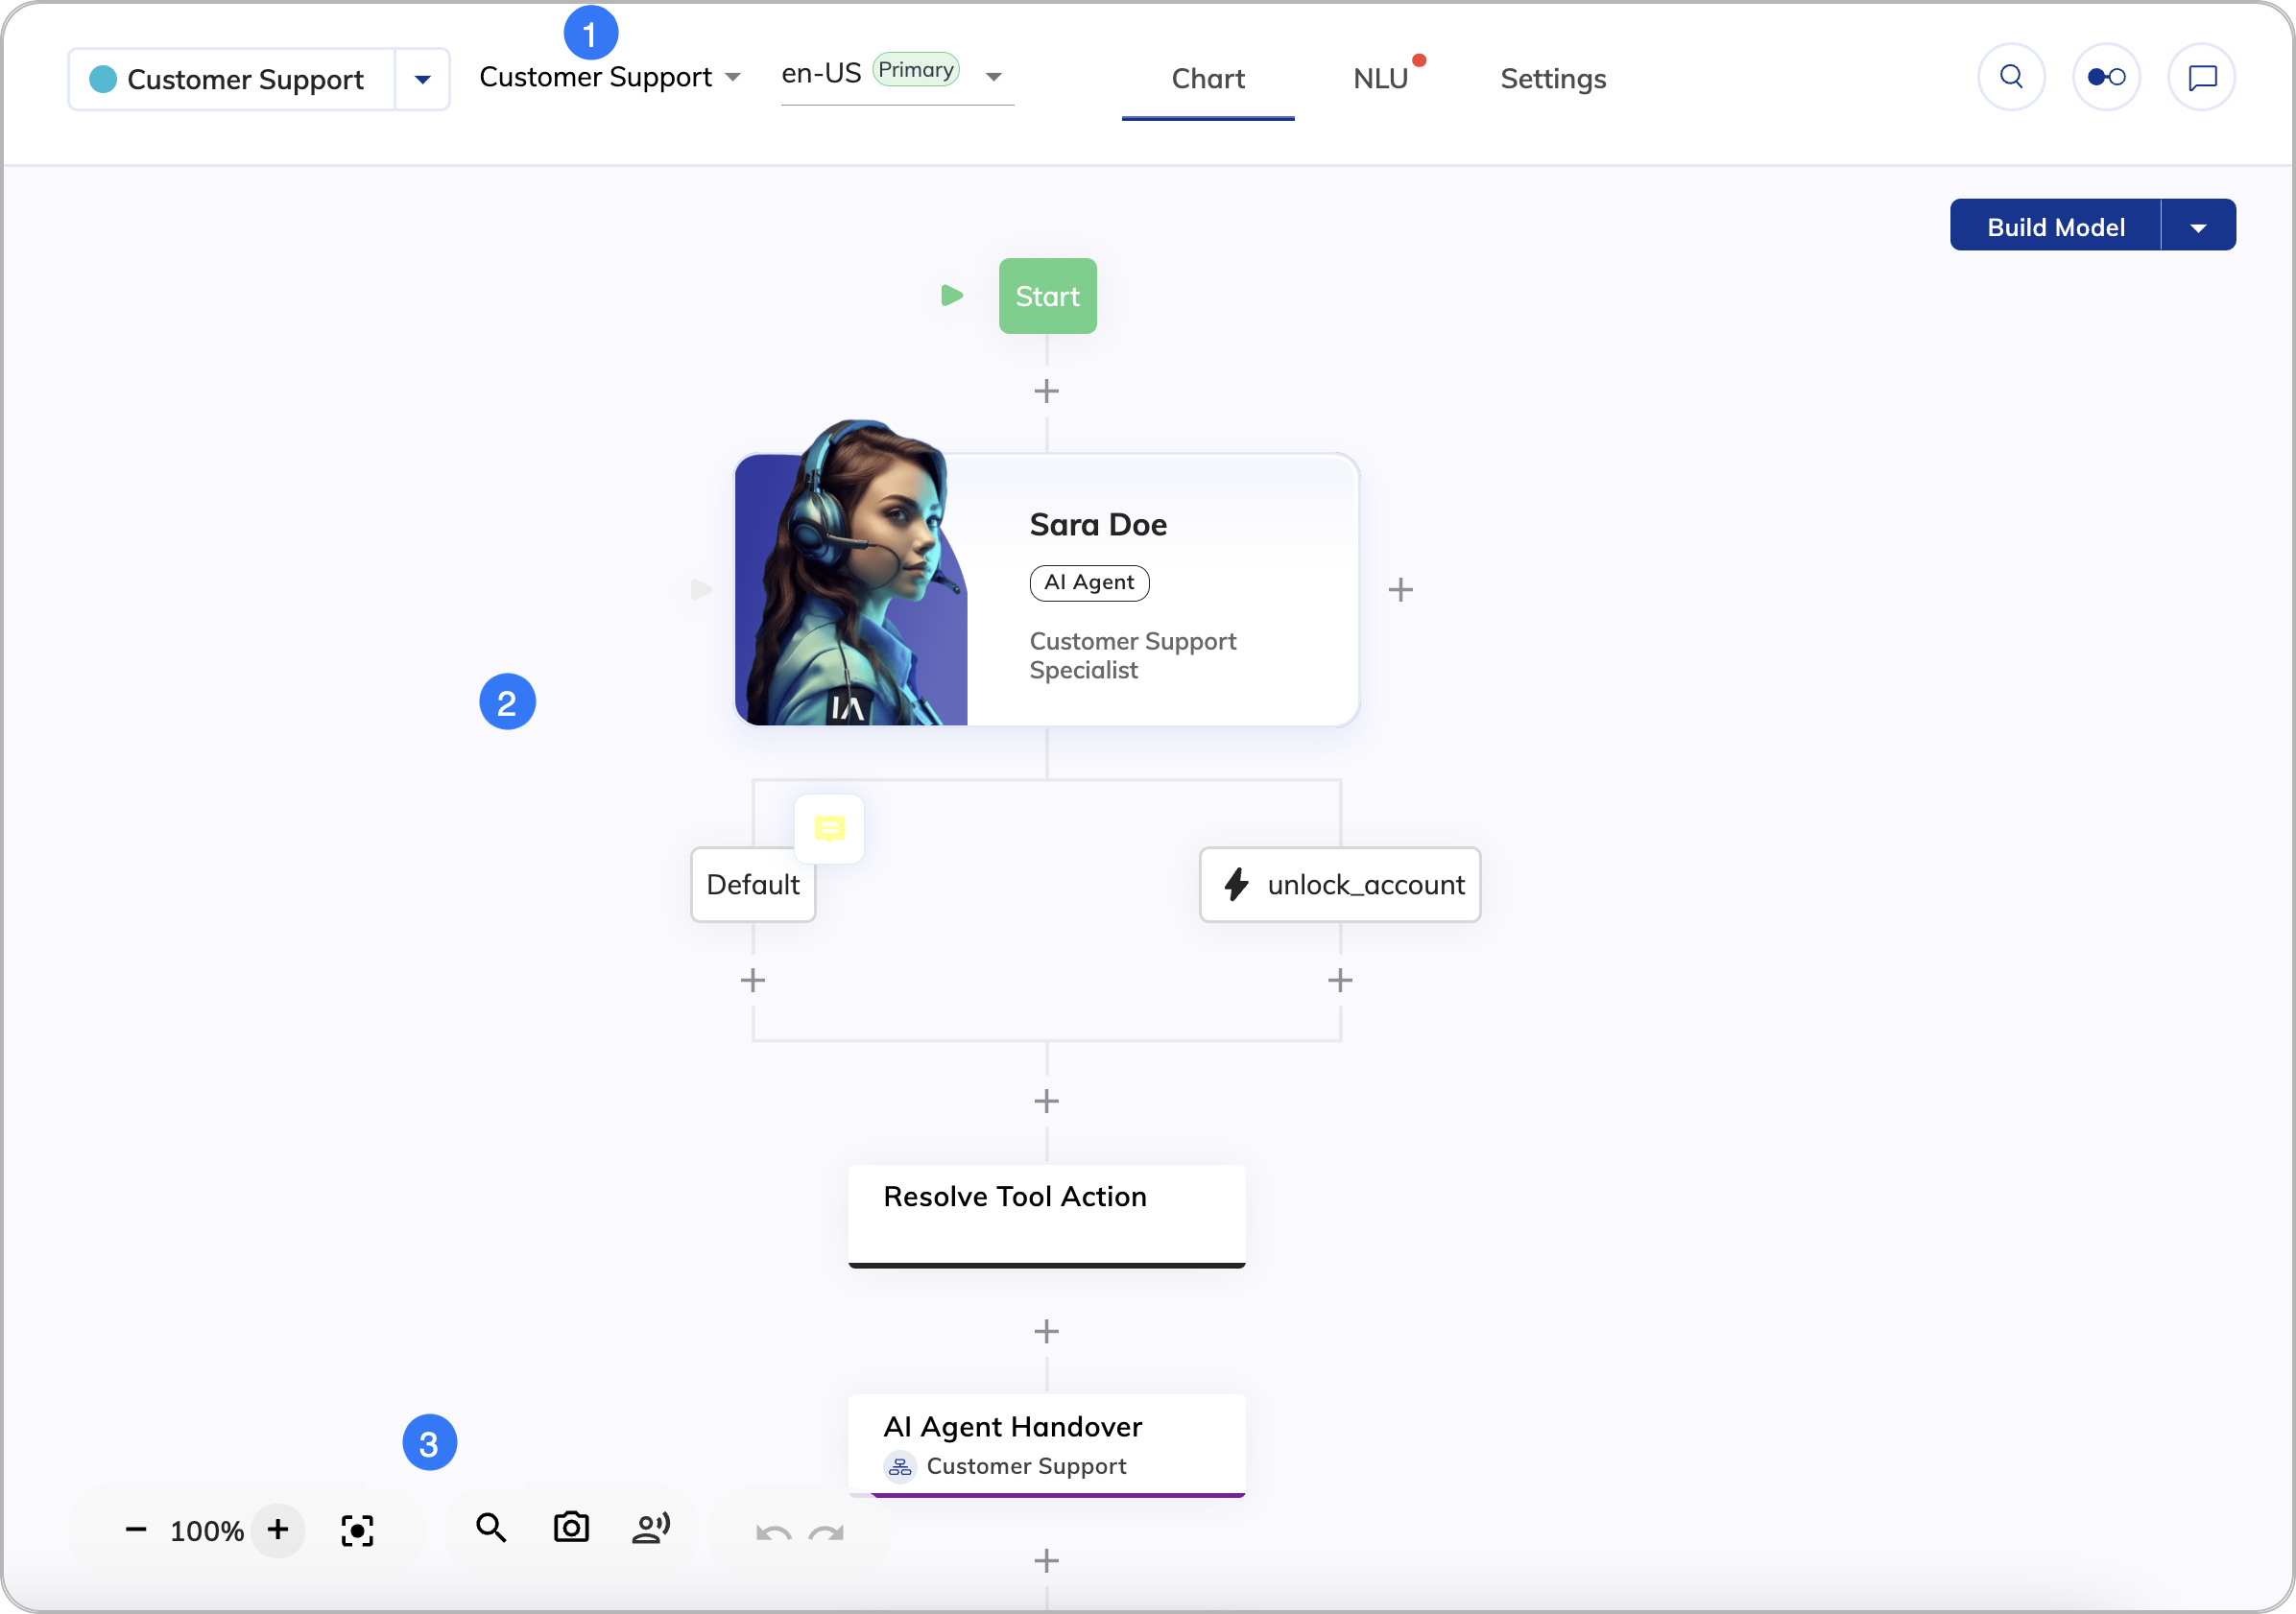 1
Customer Support
Customer Support
en-US Primary
Chart
NLU
Settings
Build Model
Start
Sara Doe
AI Agent
Customer Support
Specialist
2
Default
unlock_account
Resolve Tool Action
AI Agent Handover
Customer Support
3
100%